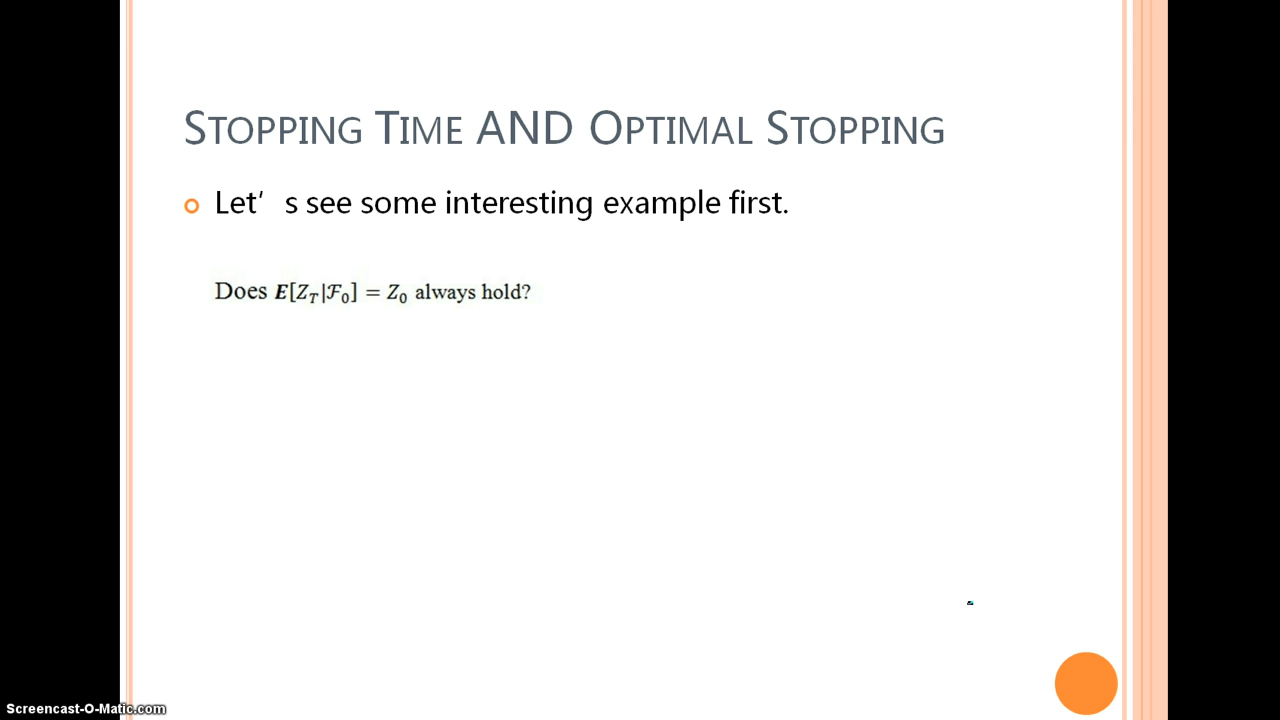 STOPPING TIME AND OPTIMAL STOPPING
Let's see some interesting example first.
Does E[Z_T|ℱ_0] = Z_0 always hold?
Screencast-O-Matic.com